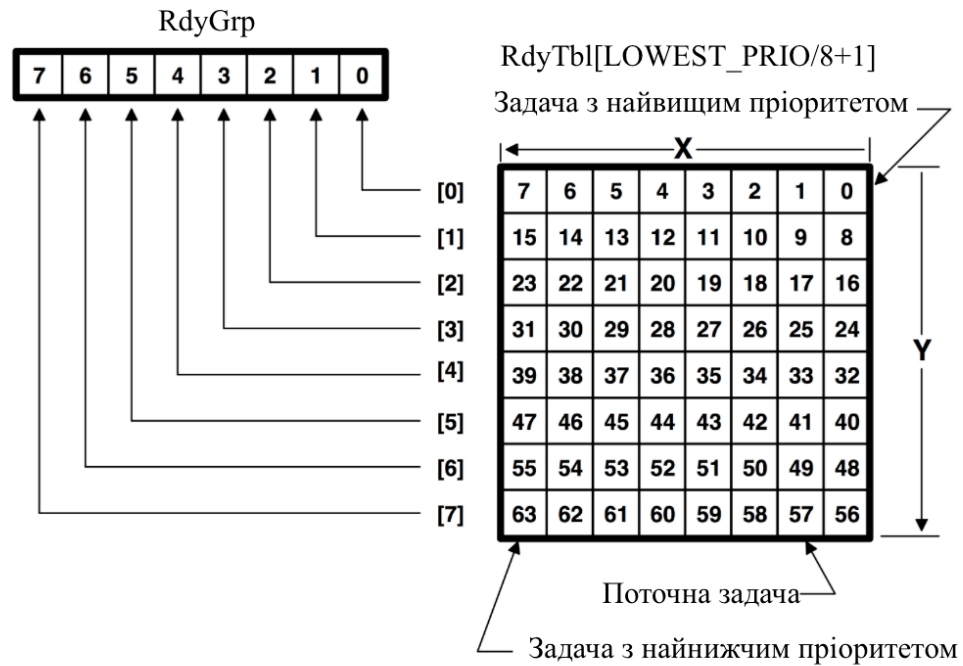 RdyGrp
7 6 5 4 3 2 1 0
RdyTbl[LOWEST_PRIO/8+1]
Задача з найвищим пріоритетом
X
[0] 7 6 5 4 3 2 1 0
[1] 15 14 13 12 11 10 9 8
[2] 23 22 21 20 19 18 17 16
[3] 31 30 29 28 27 26 25 24
Y
[4] 39 38 37 36 35 34 33 32
[5] 47 46 45 44 43 42 41 40
[6] 55 54 53 52 51 50 49 48
[7] 63 62 61 60 59 58 57 56
Поточна задача
Задача з найнижчим пріоритетом